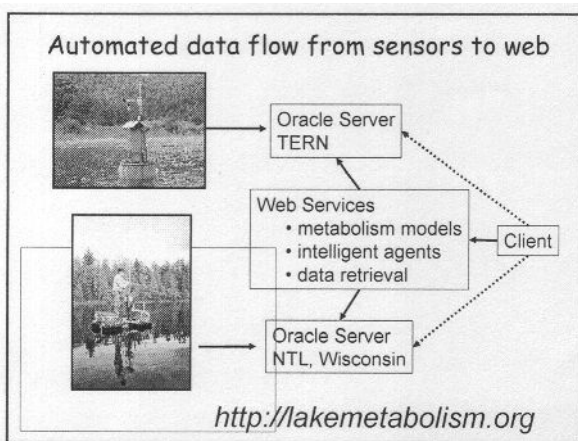 Automated data flow from sensors to web
Oracle Server
TERN
Web Services
• metabolism models
• intelligent agents
• data retrieval
Client
Oracle Server
NTL, Wisconsin
http://lakemetabolism.org